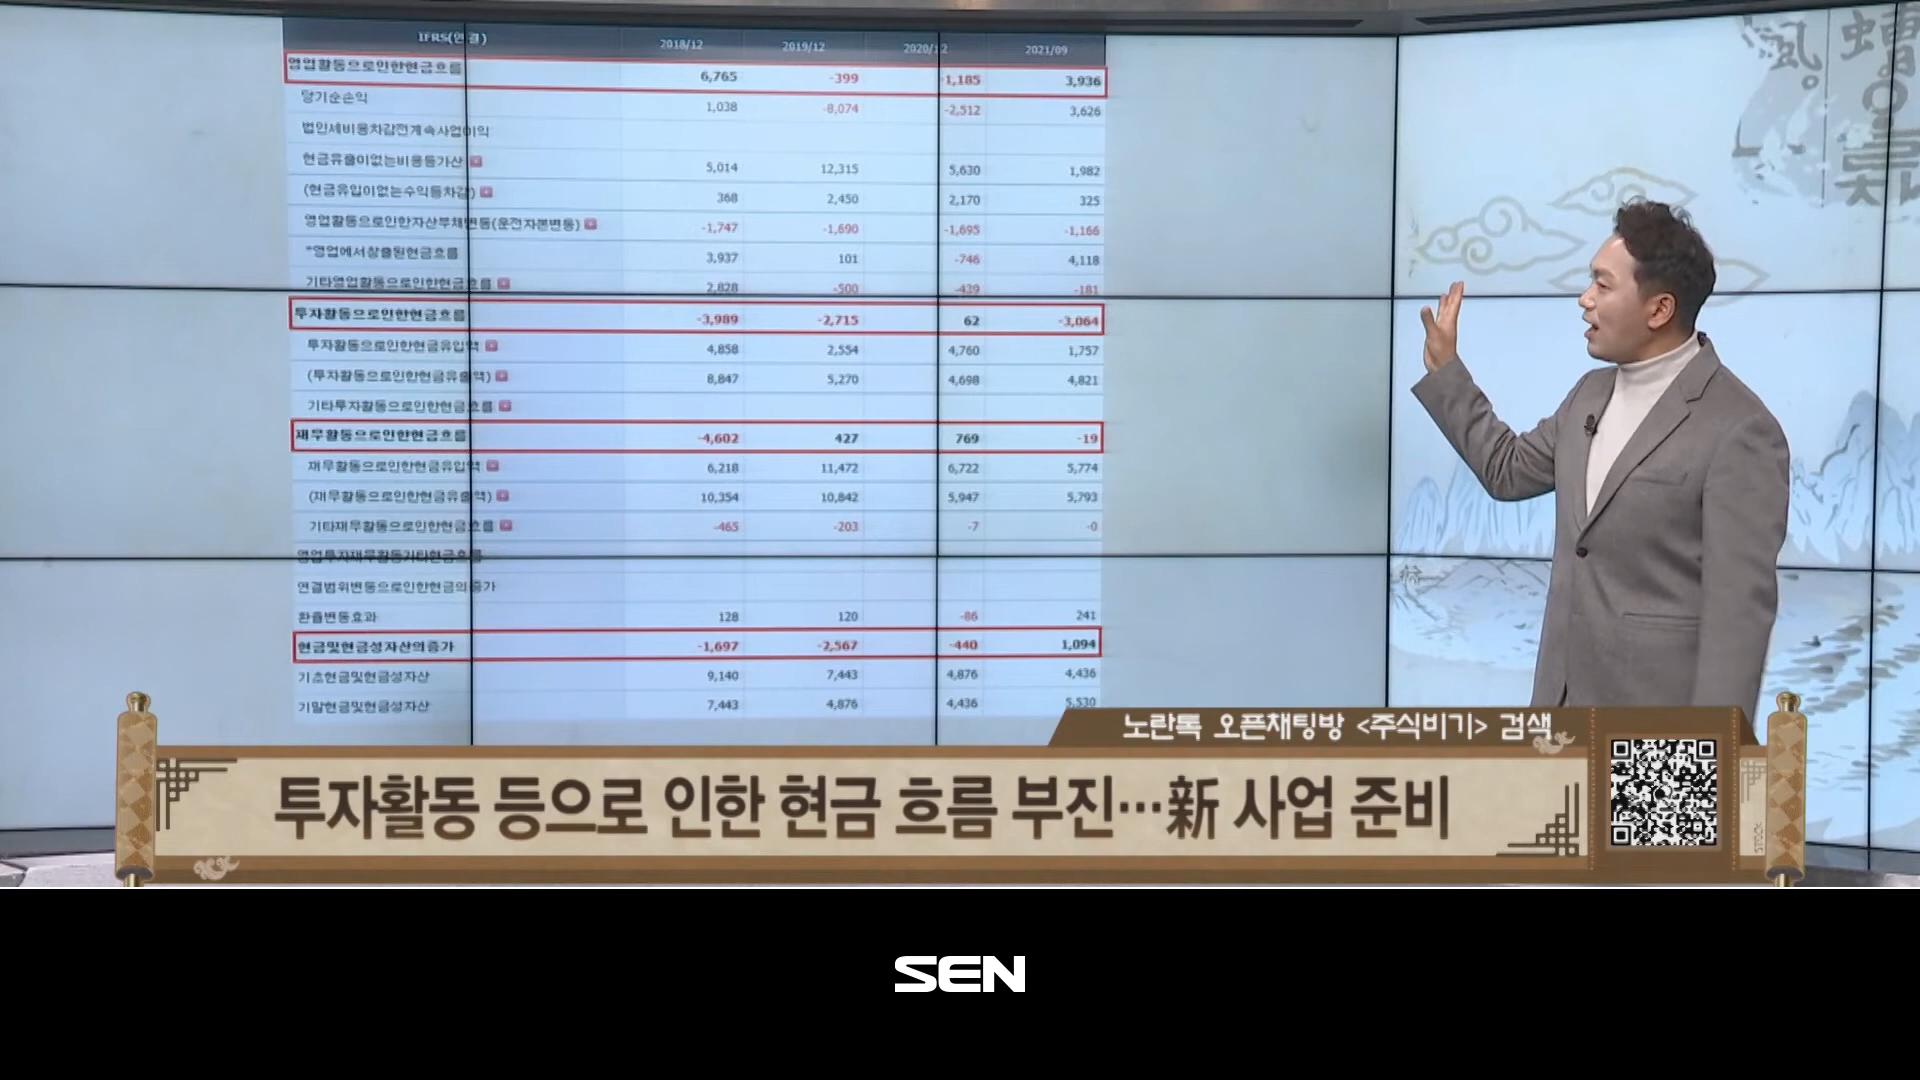 IFRS(연결) 2018/12 2019/12 2020/12 2021/09
영업활동으로인한현금흐름 6,765 -399 -1,185 3,936
당기순손익 1,038 -8,074 -2,512 3,626
법인세비용차감전계속사업이익
현금유출이없는비용등가산 5,014 12,315 5,630 1,982
(현금유입이없는수익등차감) 368 2,450 2,170 325
영업활동으로인한자산부채변동(운전자본변동) -1,747 -1,690 -1,695 -1,166
*영업에서창출된현금흐름 3,937 101 -746 4,118
기타영업활동으로인한현금흐름 2,828 -500 -439 -181
투자활동으로인한현금흐름 -3,989 -2,715 62 -3,064
투자활동으로인한현금유입액 4,858 2,554 4,760 1,757
(투자활동으로인한현금유출액) 8,847 5,270 4,698 4,821
기타투자활동으로인한현금흐름
재무활동으로인한현금흐름 -4,602 427 769 -19
재무활동으로인한현금유입액 6,218 11,472 6,722 5,774
(재무활동으로인한현금유출액) 10,354 10,842 5,947 5,793
기타재무활동으로인한현금흐름 -465 -203 -7 -0
영업투자재무활동기타현금흐름
연결범위변동으로인한현금의증가
환율변동효과 128 120 -86 241
현금및현금성자산의증가 -1,697 -2,567 -440 1,094
기초현금및현금성자산 9,140 7,443 4,876 4,436
기말현금및현금성자산 7,443 4,876 4,436 5,530
노란톡 오픈채팅방 <주식비기> 검색
투자활동 등으로 인한 현금 흐름 부진…新 사업 준비
STOCK
SEN